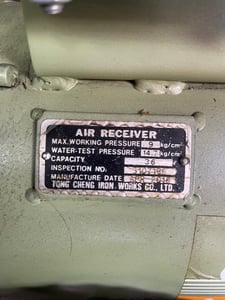 AIR RECEIVER
MAX.WORKING PRESSURE 9 kg/cm²
WATER-TEST PRESSURE kg/cm²
CAPACITY 36
INSPECTION NO.
MANUFACTURE DATE
TONG CHENG IRON WORKS CO., LTD.